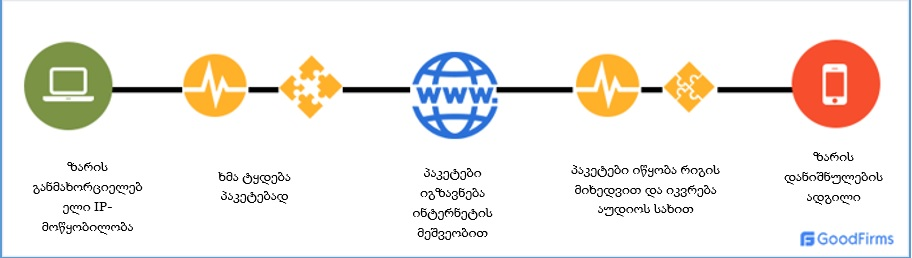 www.
ზარის
განმახორციელებ
ელი IP-
მოწყობილობა
ხმა ტყდება
პაკეტებად
პაკეტები
იგზავნება
ინტერნეტის
მეშვეობით
პაკეტები იწყობა რიგის
მიხედვით და იკვრება
აუდიოს სახით
ზარის
დანიშნულების
ადგილი
GoodFirms